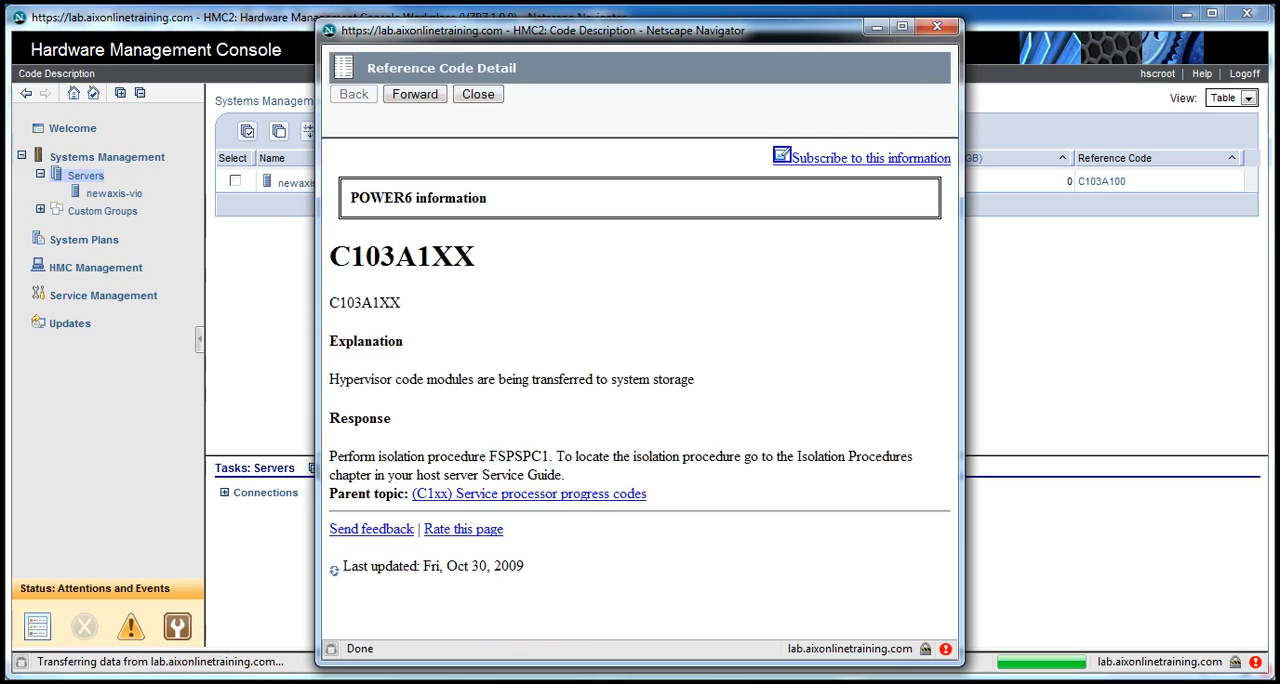 https://lab.aixonlinetraining.com - HMC2: Hardware Management Console Workplace (V7R7.1.0.0) - Netscape Navigator
https://lab.aixonlinetraining.com - HMC2: Code Description - Netscape Navigator
Hardware Management Console
Code Description
hscroot | Help | Logoff
Systems Managem
View: Table
Welcome
Systems Management
Servers
newaxis-vio
Custom Groups
System Plans
HMC Management
Service Management
Updates
Select Name
GB) Reference Code
newaxis
0 C103A100
Reference Code Detail
Back Forward Close
Subscribe to this information
POWER6 information
C103A1XX
C103A1XX
Explanation
Hypervisor code modules are being transferred to system storage
Response
Perform isolation procedure FSPSPC1. To locate the isolation procedure go to the Isolation Procedures
chapter in your host server Service Guide.
Parent topic: (C1xx) Service processor progress codes
Send feedback | Rate this page
Last updated: Fri, Oct 30, 2009
Done
lab.aixonlinetraining.com
Tasks: Servers
Connections
Status: Attentions and Events
Transferring data from lab.aixonlinetraining.com...
lab.aixonlinetraining.com